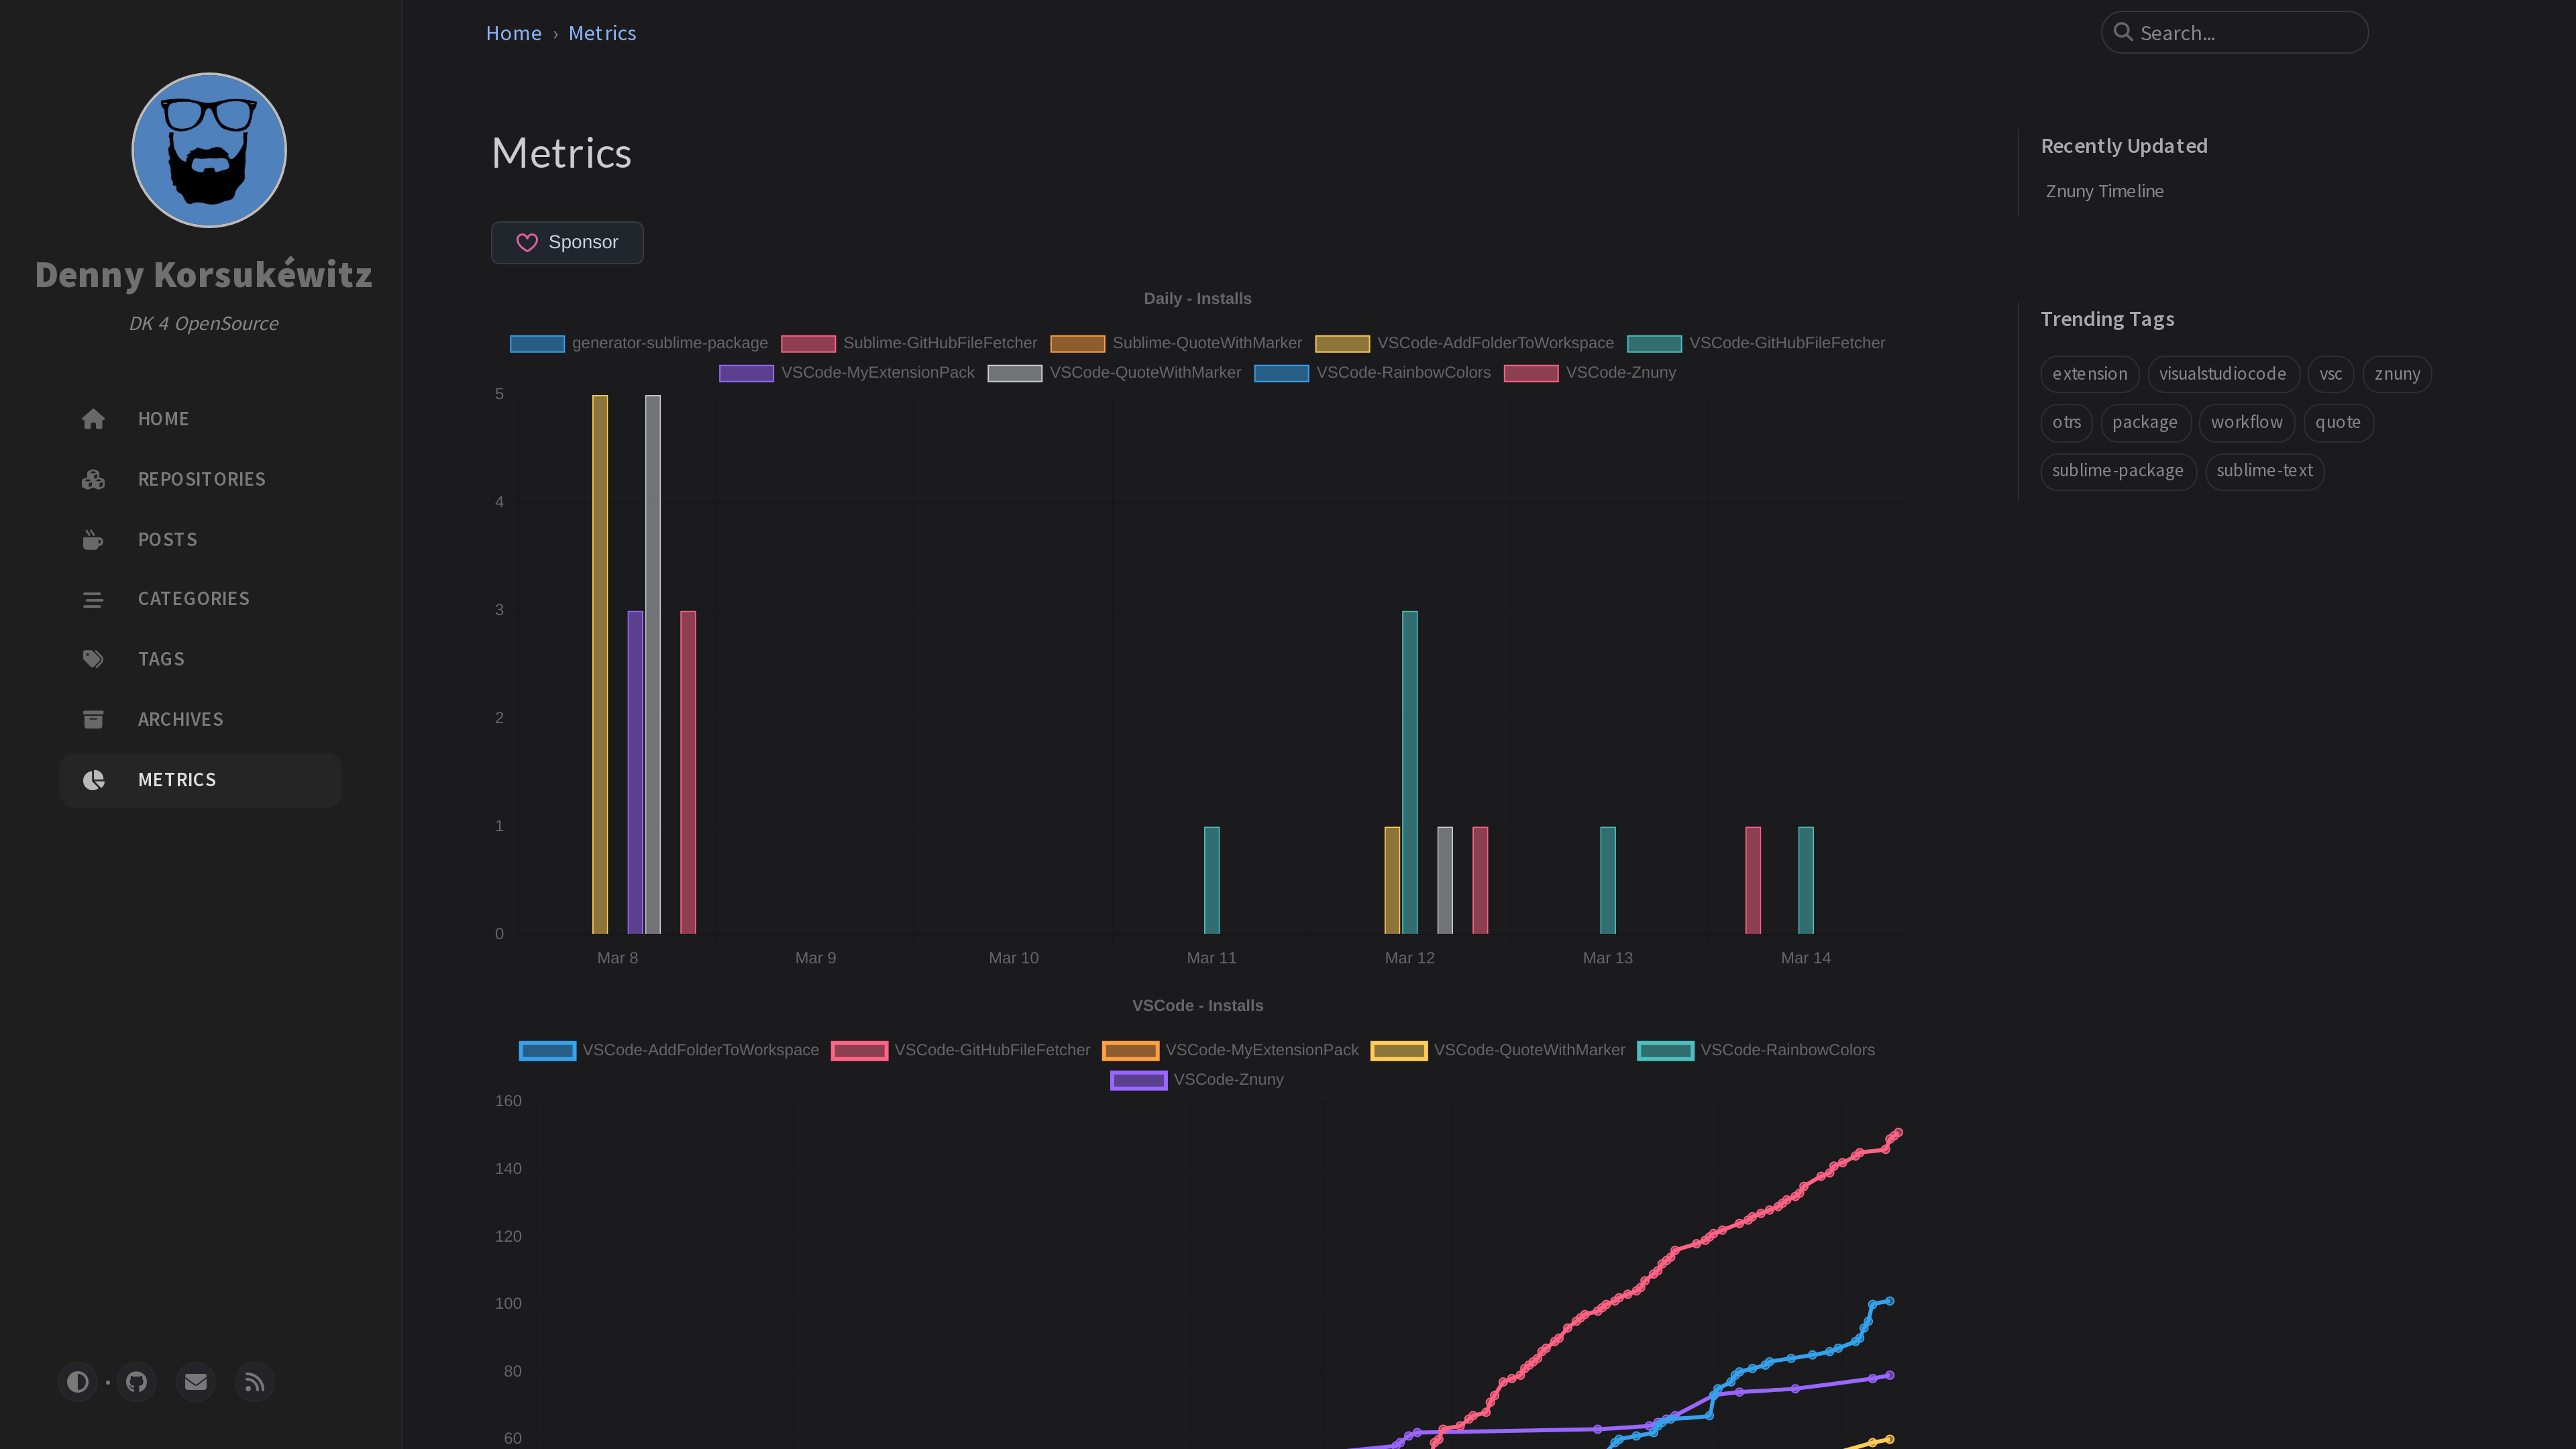 Home › Metrics
Search...
Denny Korsukéwitz
DK 4 OpenSource
HOME
REPOSITORIES
POSTS
CATEGORIES
TAGS
ARCHIVES
METRICS
Metrics
Sponsor
Daily - Installs
generator-sublime-package Sublime-GitHubFileFetcher Sublime-QuoteWithMarker VSCode-AddFolderToWorkspace VSCode-GitHubFileFetcher
VSCode-MyExtensionPack VSCode-QuoteWithMarker VSCode-RainbowColors VSCode-Znuny
5
4
3
2
1
0
Mar 8 Mar 9 Mar 10 Mar 11 Mar 12 Mar 13 Mar 14
VSCode - Installs
VSCode-AddFolderToWorkspace VSCode-GitHubFileFetcher VSCode-MyExtensionPack VSCode-QuoteWithMarker VSCode-RainbowColors
VSCode-Znuny
160
140
120
100
80
60
Recently Updated
Znuny Timeline
Trending Tags
extension visualstudiocode vsc znuny
otrs package workflow quote
sublime-package sublime-text